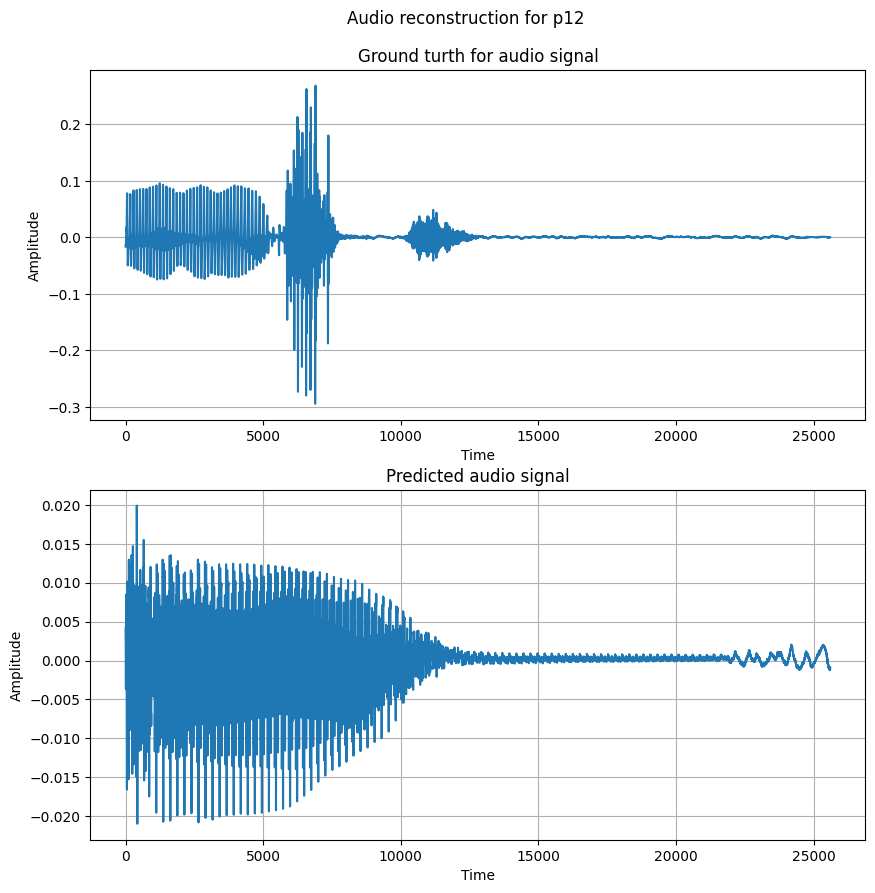 Audio reconstruction for p12
Ground turth for audio signal
0.2
0.1
0.0
−0.1
−0.2
−0.3
Amplitude
0 5000 10000 15000 20000 25000
Time
Predicted audio signal
0.020
0.015
0.010
0.005
0.000
−0.005
−0.010
−0.015
−0.020
Amplitude
0 5000 10000 15000 20000 25000
Time